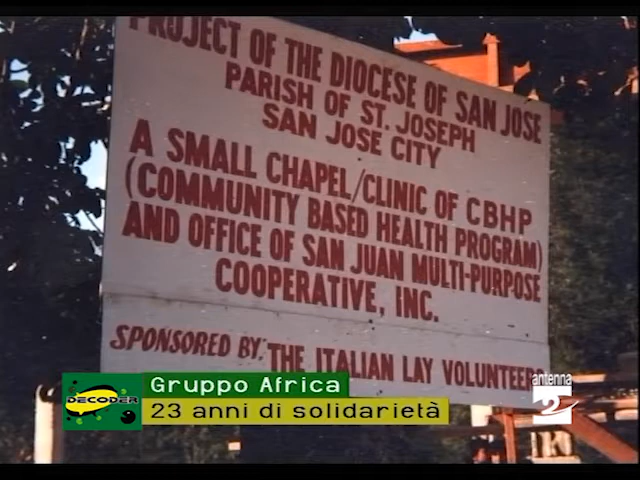 PROJECT OF THE DIOCESE OF SAN JOSE
PARISH OF ST. JOSEPH
SAN JOSE CITY
A SMALL CHAPEL/CLINIC OF CBHP
(COMMUNITY BASED HEALTH PROGRAM)
AND OFFICE OF SAN JUAN MULTI-PURPOSE
COOPERATIVE, INC.
SPONSORED BY: THE ITALIAN LAY VOLUNTEER
DECODER
Gruppo Africa
23 anni di solidarietà
antenna
2